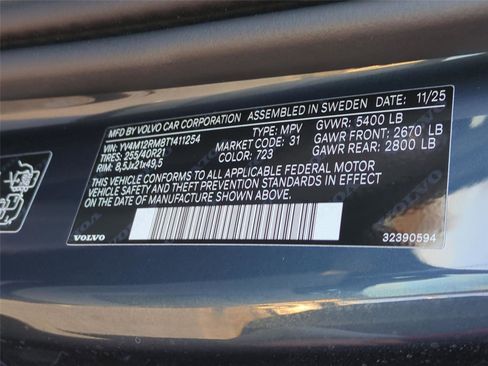 MFD BY VOLVO CAR CORPORATION ASSEMBLED IN SWEDEN DATE: 11/25
VIN: YV4M12RM8T1411254 TYPE: MPV GVWR: 5400 LB
TIRES: 255/40R21 MARKET CODE: 31 GAWR FRONT: 2670 LB
RIM: 8,5Jx21x49,5 COLOR: 723 GAWR REAR: 2800 LB
THIS VEHICLE CONFORMS TO ALL APPLICABLE FEDERAL MOTOR
VEHICLE SAFETY AND THEFT PREVENTION STANDARDS IN EFFECT
ON THE DATE OF MANUFACTURE SHOWN ABOVE.
VOLVO 32390594